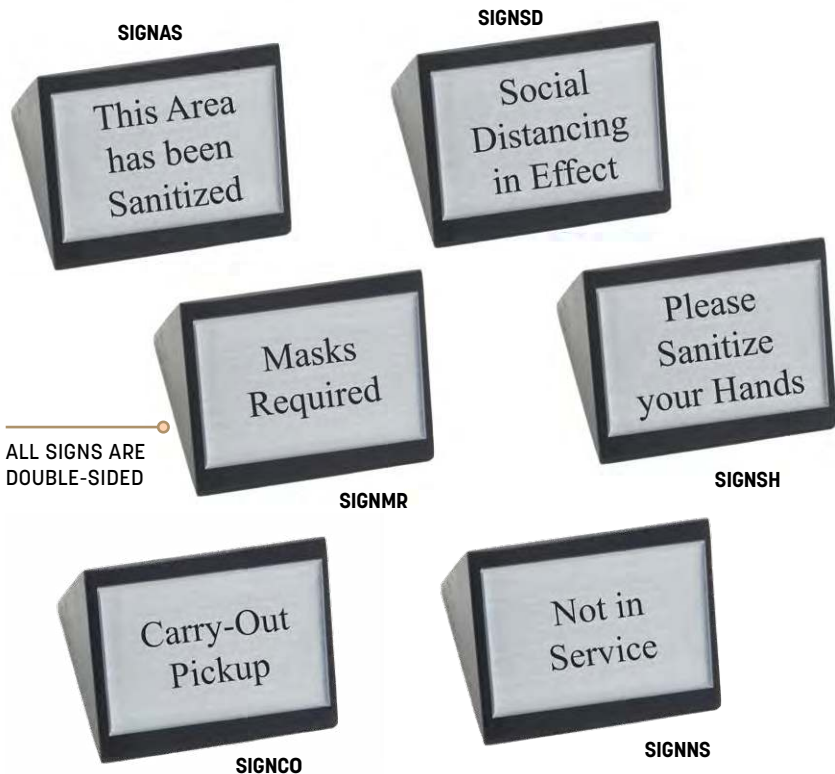 SIGNAS
This Area
has been
Sanitized
SIGNSD
Social
Distancing
in Effect
Masks
Required
SIGNMR
ALL SIGNS ARE
DOUBLE-SIDED
Please
Sanitize
your Hands
SIGNSH
Carry-Out
Pickup
SIGNCO
Not in
Service
SIGNNS